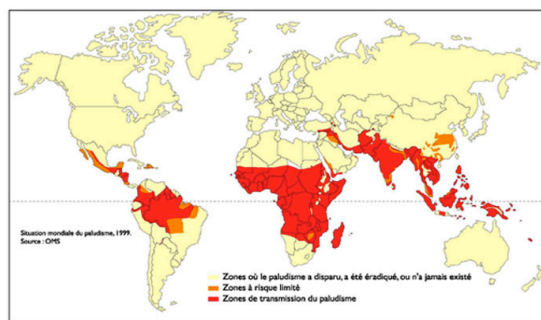 Situation mondiale du paludisme, 1999.
Source : OMS
Zones où le paludisme a disparu, a été éradiqué, ou n'a jamais existé
Zones à risque limité
Zones de transmission du paludisme